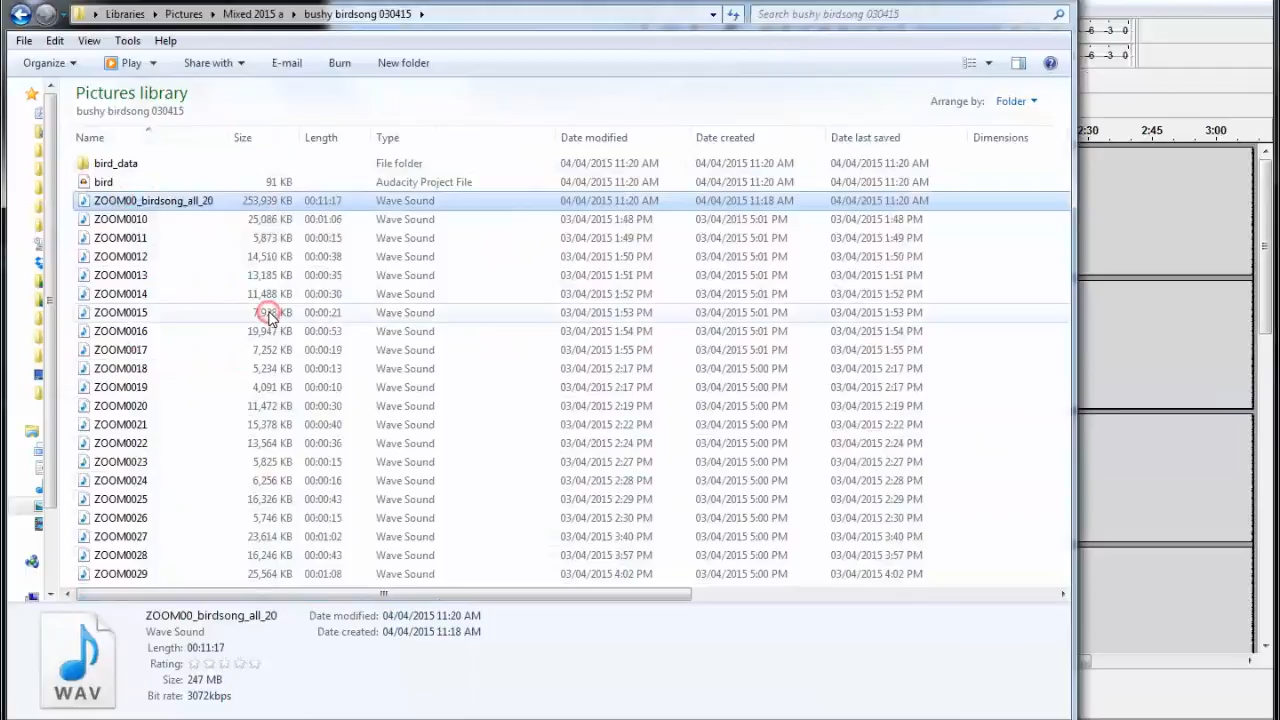 Libraries Pictures Mixed 2015 a bushy birdsong 030415 Search bushy birdsong 030415
-6 -3 0
File Edit View Tools Help
-6 -3 0
Organize Play Share with E-mail Burn New folder
Pictures library
bushy birdsong 030415
Arrange by: Folder
2:30 2:45 3:00
Name Size Length Type Date modified Date created Date last saved Dimensions
bird_data File folder 04/04/2015 11:20 AM 04/04/2015 11:20 AM 04/04/2015 11:20 AM
bird 91 KB Audacity Project File 04/04/2015 11:20 AM 04/04/2015 11:20 AM 04/04/2015 11:20 AM
ZOOM00_birdsong_all_20 253,939 KB 00:11:17 Wave Sound 04/04/2015 11:20 AM 04/04/2015 11:18 AM 04/04/2015 11:20 AM
ZOOM0010 25,086 KB 00:01:06 Wave Sound 03/04/2015 1:48 PM 03/04/2015 5:01 PM 03/04/2015 1:48 PM
ZOOM0011 5,873 KB 00:00:15 Wave Sound 03/04/2015 1:49 PM 03/04/2015 5:01 PM 03/04/2015 1:49 PM
ZOOM0012 14,510 KB 00:00:38 Wave Sound 03/04/2015 1:50 PM 03/04/2015 5:01 PM 03/04/2015 1:50 PM
ZOOM0013 13,185 KB 00:00:35 Wave Sound 03/04/2015 1:51 PM 03/04/2015 5:01 PM 03/04/2015 1:51 PM
ZOOM0014 11,488 KB 00:00:30 Wave Sound 03/04/2015 1:52 PM 03/04/2015 5:01 PM 03/04/2015 1:52 PM
ZOOM0015 KB 00:00:21 Wave Sound 03/04/2015 1:53 PM 03/04/2015 5:01 PM 03/04/2015 1:53 PM
ZOOM0016 19,947 KB 00:00:53 Wave Sound 03/04/2015 1:54 PM 03/04/2015 5:01 PM 03/04/2015 1:54 PM
ZOOM0017 7,252 KB 00:00:19 Wave Sound 03/04/2015 1:55 PM 03/04/2015 5:01 PM 03/04/2015 1:55 PM
ZOOM0018 5,234 KB 00:00:13 Wave Sound 03/04/2015 2:17 PM 03/04/2015 5:00 PM 03/04/2015 2:17 PM
ZOOM0019 4,091 KB 00:00:10 Wave Sound 03/04/2015 2:17 PM 03/04/2015 5:00 PM 03/04/2015 2:17 PM
ZOOM0020 11,472 KB 00:00:30 Wave Sound 03/04/2015 2:19 PM 03/04/2015 5:00 PM 03/04/2015 2:19 PM
ZOOM0021 15,378 KB 00:00:40 Wave Sound 03/04/2015 2:22 PM 03/04/2015 5:00 PM 03/04/2015 2:22 PM
ZOOM0022 13,564 KB 00:00:36 Wave Sound 03/04/2015 2:24 PM 03/04/2015 5:00 PM 03/04/2015 2:24 PM
ZOOM0023 5,825 KB 00:00:15 Wave Sound 03/04/2015 2:27 PM 03/04/2015 5:00 PM 03/04/2015 2:27 PM
ZOOM0024 6,256 KB 00:00:16 Wave Sound 03/04/2015 2:28 PM 03/04/2015 5:00 PM 03/04/2015 2:28 PM
ZOOM0025 16,326 KB 00:00:43 Wave Sound 03/04/2015 2:29 PM 03/04/2015 5:00 PM 03/04/2015 2:29 PM
ZOOM0026 5,746 KB 00:00:15 Wave Sound 03/04/2015 2:30 PM 03/04/2015 5:00 PM 03/04/2015 2:30 PM
ZOOM0027 23,614 KB 00:01:02 Wave Sound 03/04/2015 3:40 PM 03/04/2015 5:00 PM 03/04/2015 3:40 PM
ZOOM0028 16,246 KB 00:00:43 Wave Sound 03/04/2015 3:57 PM 03/04/2015 5:00 PM 03/04/2015 3:57 PM
ZOOM0029 25,564 KB 00:01:08 Wave Sound 03/04/2015 4:02 PM 03/04/2015 5:00 PM 03/04/2015 4:02 PM
ZOOM00_birdsong_all_20 Date modified: 04/04/2015 11:20 AM
Wave Sound Date created: 04/04/2015 11:18 AM
Length: 00:11:17
Rating:
Size: 247 MB
Bit rate: 3072kbps
WAV